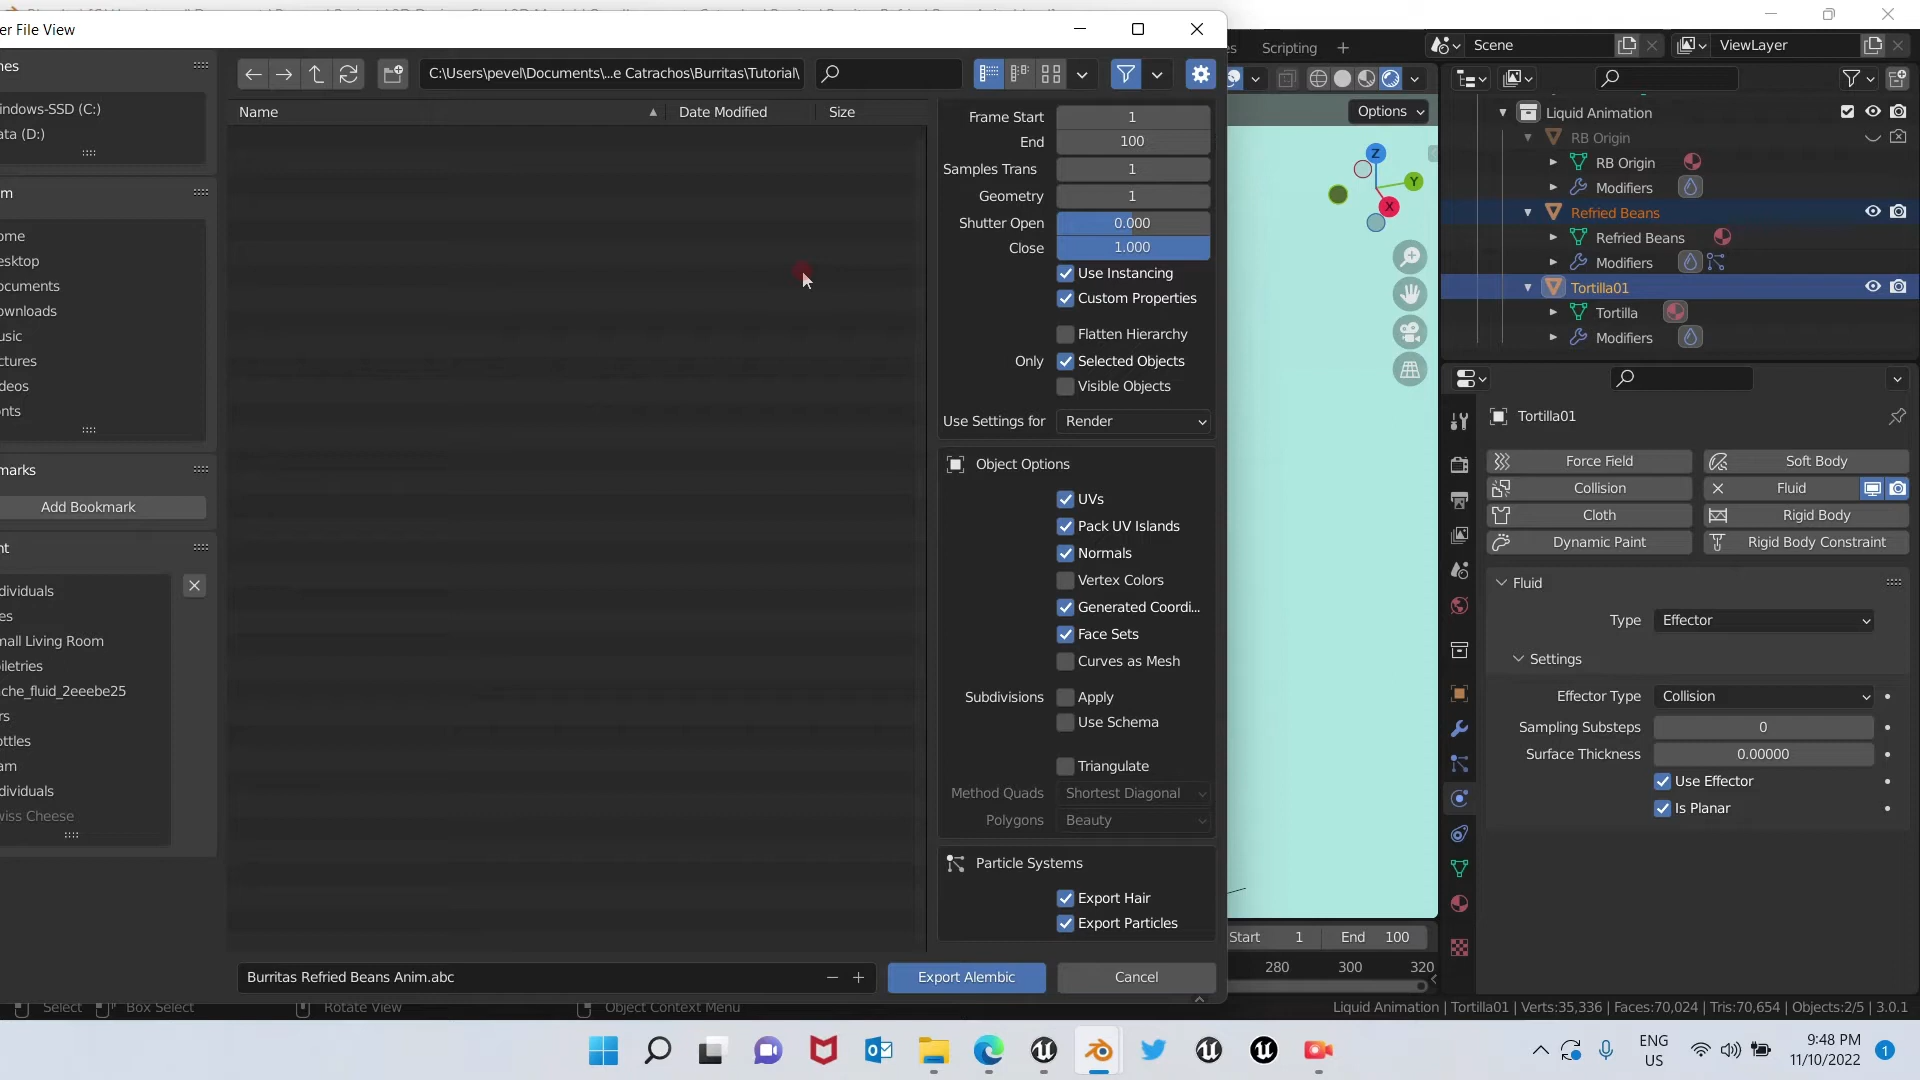 er File View
C:\Users\pevel\Documents\...e Catrachos\Burritas\Tutorial\
Name
Date Modified
Size
nes
indows-SSD (C:)
ata (D:)
m
ome
esktop
ocuments
ownloads
usic
ctures
deos
nts
marks
Add Bookmark
nt
dividuals
es
mall Living Room
iletries
che_fluid_2eeebe25
rs
ottles
am
dividuals
wiss Cheese
Frame Start 1
End 100
Samples Trans 1
Geometry 1
Shutter Open 0.000
Close 1.000
Use Instancing
Custom Properties
Flatten Hierarchy
Only Selected Objects
Visible Objects
Use Settings for Render
Object Options
UVs
Pack UV Islands
Normals
Vertex Colors
Generated Coordi...
Face Sets
Curves as Mesh
Subdivisions Apply
Use Schema
Triangulate
Method Quads Shortest Diagonal
Polygons Beauty
Particle Systems
Export Hair
Export Particles
Burritas Refried Beans Anim.abc
Export Alembic
Cancel
es Scripting +
Scene
ViewLayer
Options
Z
Y
X
Liquid Animation
RB Origin
RB Origin
Modifiers
Refried Beans
Refried Beans
Modifiers
Tortilla01
Tortilla
Modifiers
Tortilla01
Force Field
Soft Body
Collision
Fluid
Cloth
Rigid Body
Dynamic Paint
Rigid Body Constraint
Fluid
Type Effector
Settings
Effector Type Collision
Sampling Substeps 0
Surface Thickness 0.00000
Use Effector
Is Planar
Start 1 End 100
280 300 320
Select
Box Select
Rotate View
Object Context Menu
Liquid Animation | Tortilla01 | Verts:35,336 | Faces:70,024 | Tris:70,654 | Objects:2/5 | 3.0.1
ENG
US
9:48 PM
11/10/2022
1